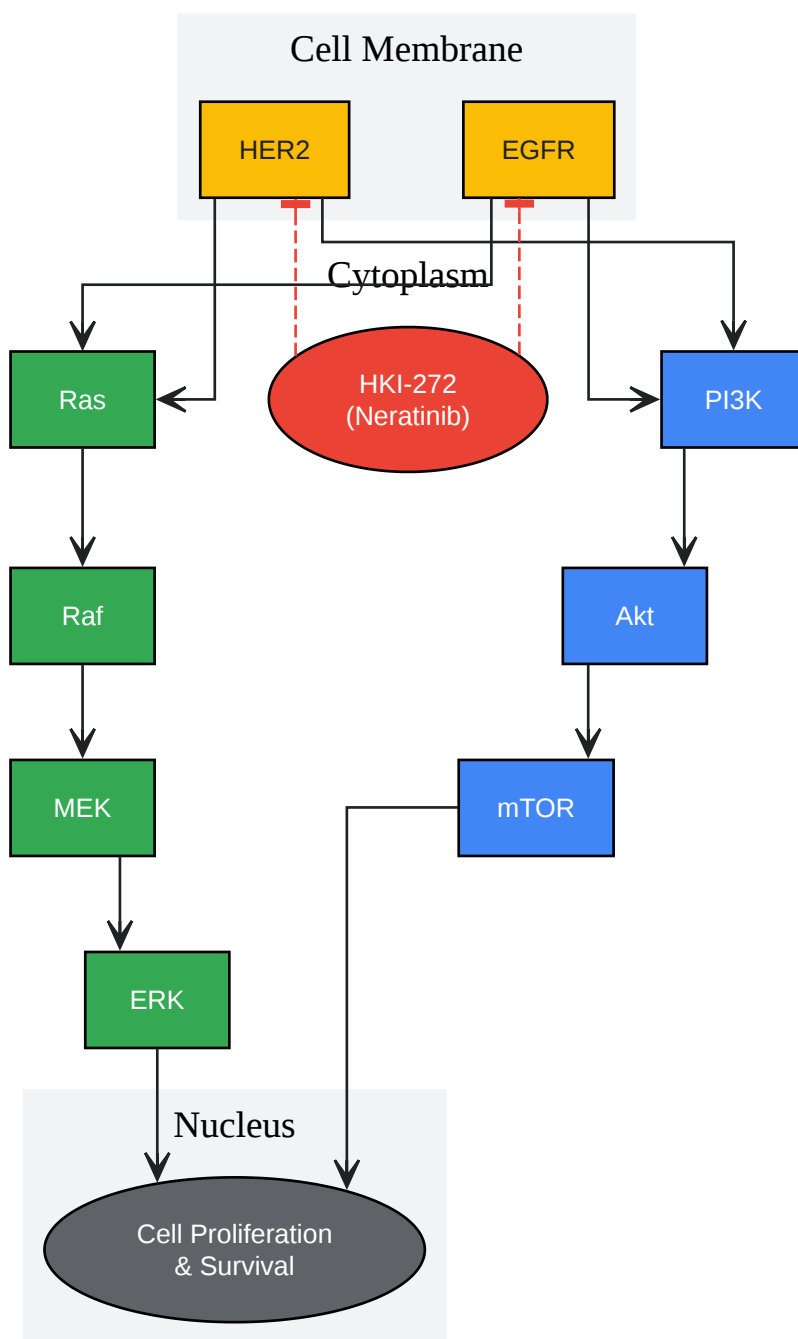 Cell Membrane
HER2
EGFR
Cytoplasm
HKI-272
(Neratinib)
Ras
PI3K
Raf
Akt
MEK
mTOR
ERK
Nucleus
Cell Proliferation
& Survival